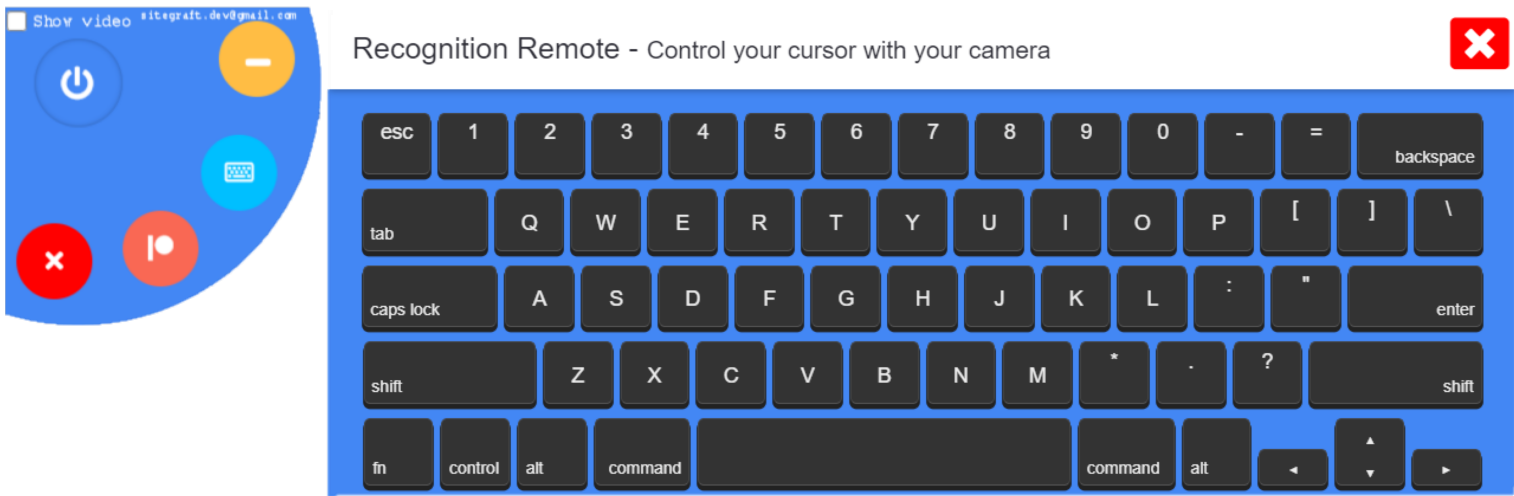 Show video sitegraft.dev@gmail.com
Recognition Remote - Control your cursor with your camera
esc 1 2 3 4 5 6 7 8 9 0 - = backspace
tab Q W E R T Y U I O P [ ] \
caps lock A S D F G H J K L : " enter
shift Z X C V B N M * . ? shift
fn control alt command command alt